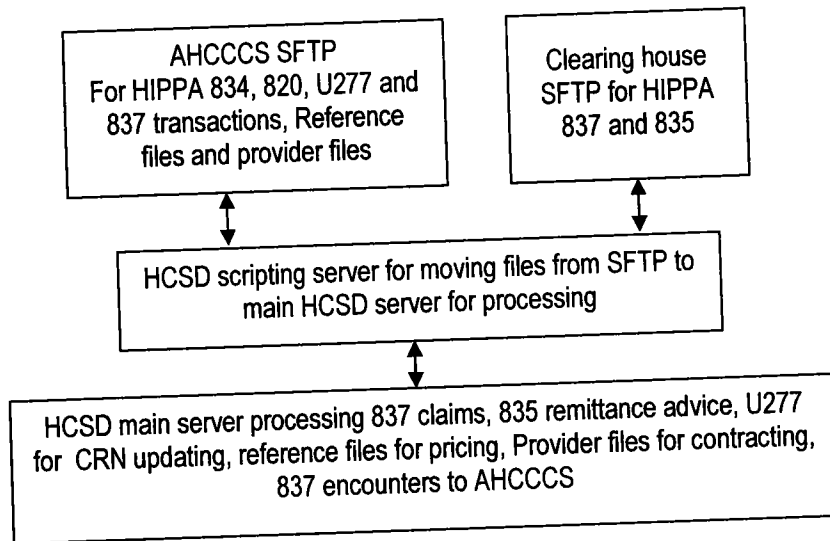 AHCCCS SFTP
For HIPPA 834, 820, U277 and
837 transactions, Reference
files and provider files
Clearing house
SFTP for HIPPA
837 and 835
HCSD scripting server for moving files from SFTP to
main HCSD server for processing
HCSD main server processing 837 claims, 835 remittance advice, U277
for CRN updating, reference files for pricing, Provider files for contracting,
837 encounters to AHCCCS